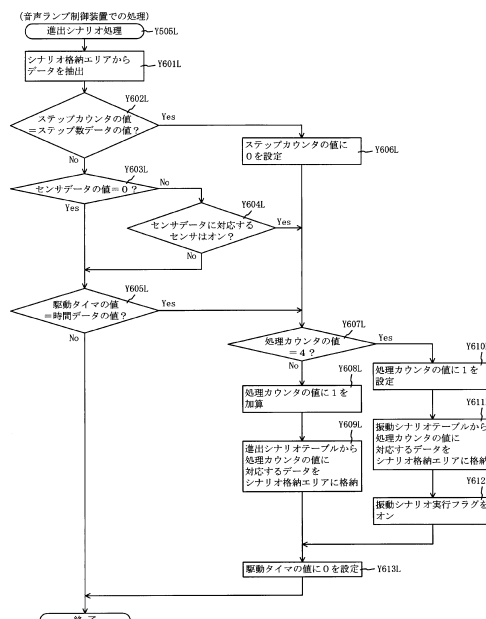 (音声ランプ制御装置での処理)
進出シナリオ処理
Y505L
シナリオ格納エリアから
データを抽出
Y601L
Y602L
ステップカウンタの値
＝ステップ数データの値？
Yes
No
ステップカウンタの値に
0を設定
Y606L
Y603L
センサデータの値＝0？
No
Yes
Y604L
センサデータに対応する
センサはオン？
Yes
No
Y605L
駆動タイマの値
＝時間データの値？
Yes
No
Y607L
処理カウンタの値
＝4？
Yes
No
Y608L
処理カウンタの値に1を
加算
Y609L
進出シナリオテーブルから
処理カウンタの値に
対応するデータを
シナリオ格納エリアに格納
Y610
処理カウンタの値に1を
設定
Y611
振動シナリオテーブルから
処理カウンタの値に
対応するデータを
シナリオ格納エリアに格納
Y612
振動シナリオ実行フラグを
オン
駆動タイマの値に0を設定
Y613L